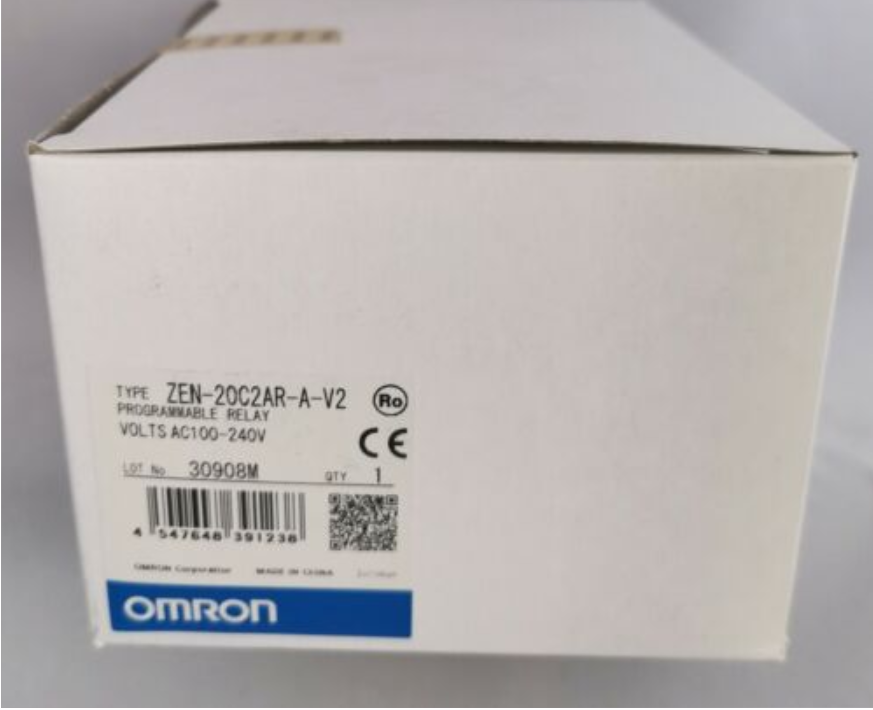 TYPE ZEN-20C2AR-A-V2 Ro
PROGRAMMABLE RELAY
VOLTS AC100-240V
CE
LOT No 30908M QTY 1
4 547648 391238
OMRON Corporation MADE IN CHINA
OMRON